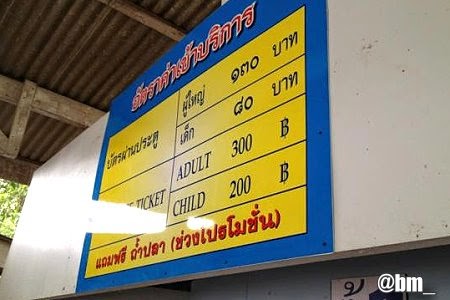 อัตราค่าเข้าบริการ
บัตรผ่านประตู ผู้ใหญ่ ๑๓๐ บาท
เด็ก ๘๐ บาท
TICKET ADULT 300 ฿
CHILD 200 ฿
แถมฟรี ถ้ำปลา (ช่วงโปรโมชั่น)
@bm_